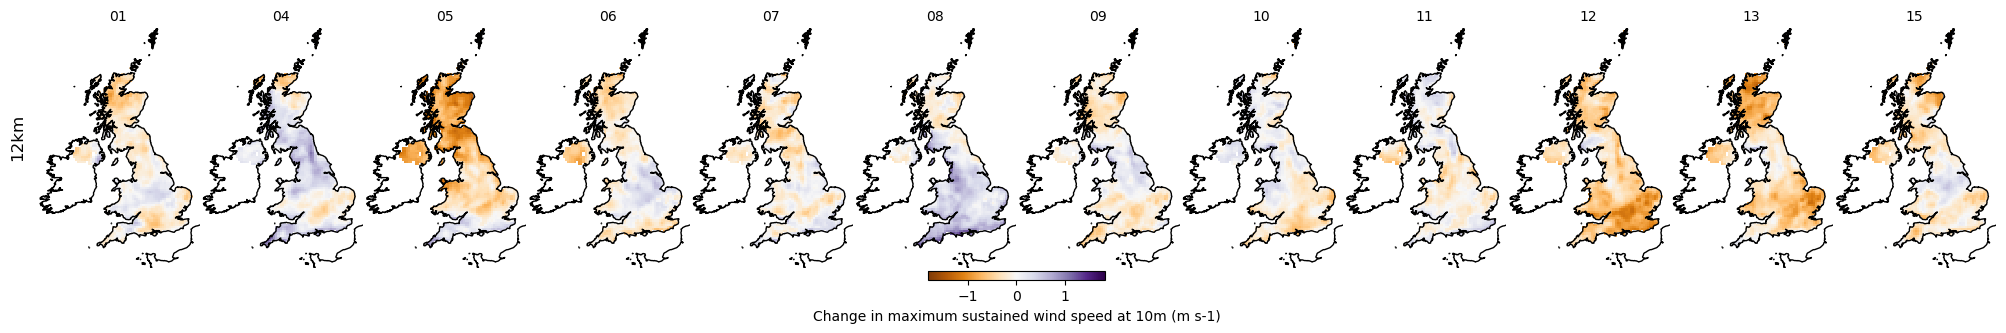 01 04 05 06 07 08 09 10 11 12 13 15
12km
−1 0 1
Change in maximum sustained wind speed at 10m (m s-1)